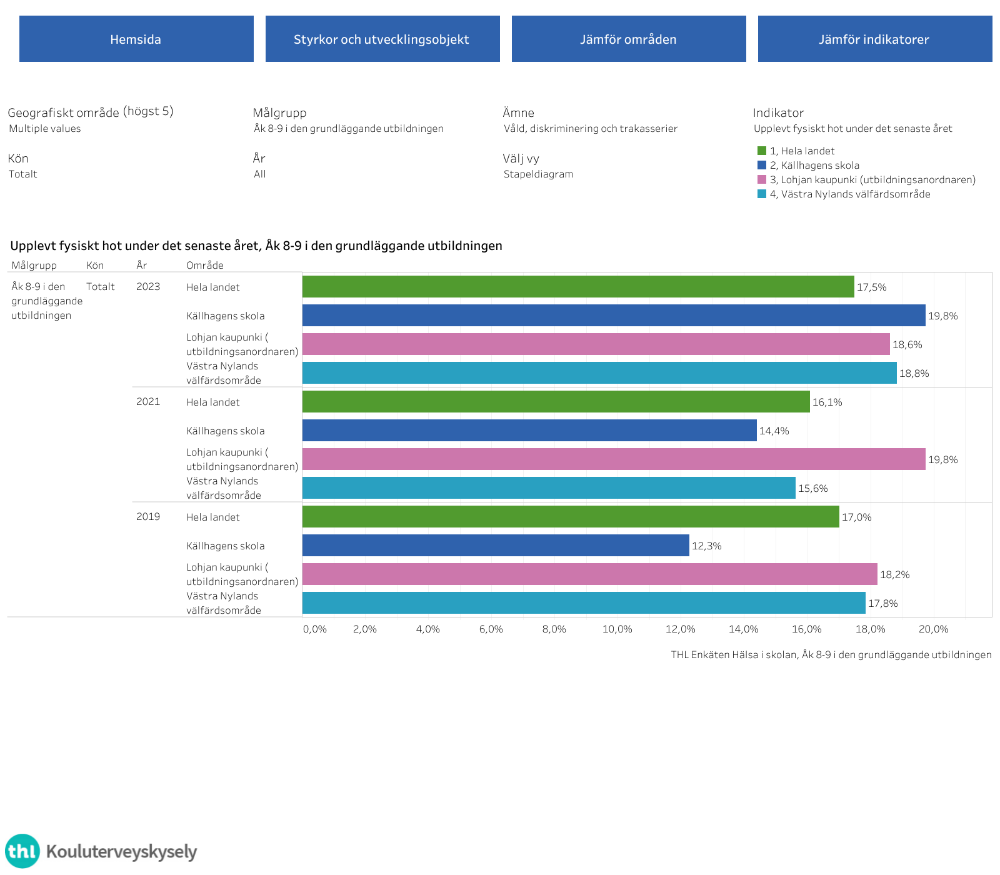 Hemsida
Styrkor och utvecklingsobjekt
Jämför områden
Jämför indikatorer
Geografiskt område (högst 5)
Multiple values
Målgrupp
Åk 8-9 i den grundläggande utbildningen
Ämne
Våld, diskriminering och trakasserier
Indikator
Upplevt fysiskt hot under det senaste året
Kön
Totalt
År
All
Välj vy
Stapeldiagram
1, Hela landet
2, Källhagens skola
3, Lohjan kaupunki (utbildningsanordnaren)
4, Västra Nylands välfärdsområde
Upplevt fysiskt hot under det senaste året, Åk 8-9 i den grundläggande utbildningen
Målgrupp Kön År Område
Åk 8-9 i den
grundläggande
utbildningen
Totalt
2023
Hela landet
17,5%
Källhagens skola
19,8%
Lohjan kaupunki (
utbildningsanordnaren)
18,6%
Västra Nylands
välfärdsområde
18,8%
2021
Hela landet
16,1%
Källhagens skola
14,4%
Lohjan kaupunki (
utbildningsanordnaren)
19,8%
Västra Nylands
välfärdsområde
15,6%
2019
Hela landet
17,0%
Källhagens skola
12,3%
Lohjan kaupunki (
utbildningsanordnaren)
18,2%
Västra Nylands
välfärdsområde
17,8%
0,0% 2,0% 4,0% 6,0% 8,0% 10,0% 12,0% 14,0% 16,0% 18,0% 20,0%
THL Enkäten Hälsa i skolan, Åk 8-9 i den grundläggande utbildningen
thl Kouluterveyskysely